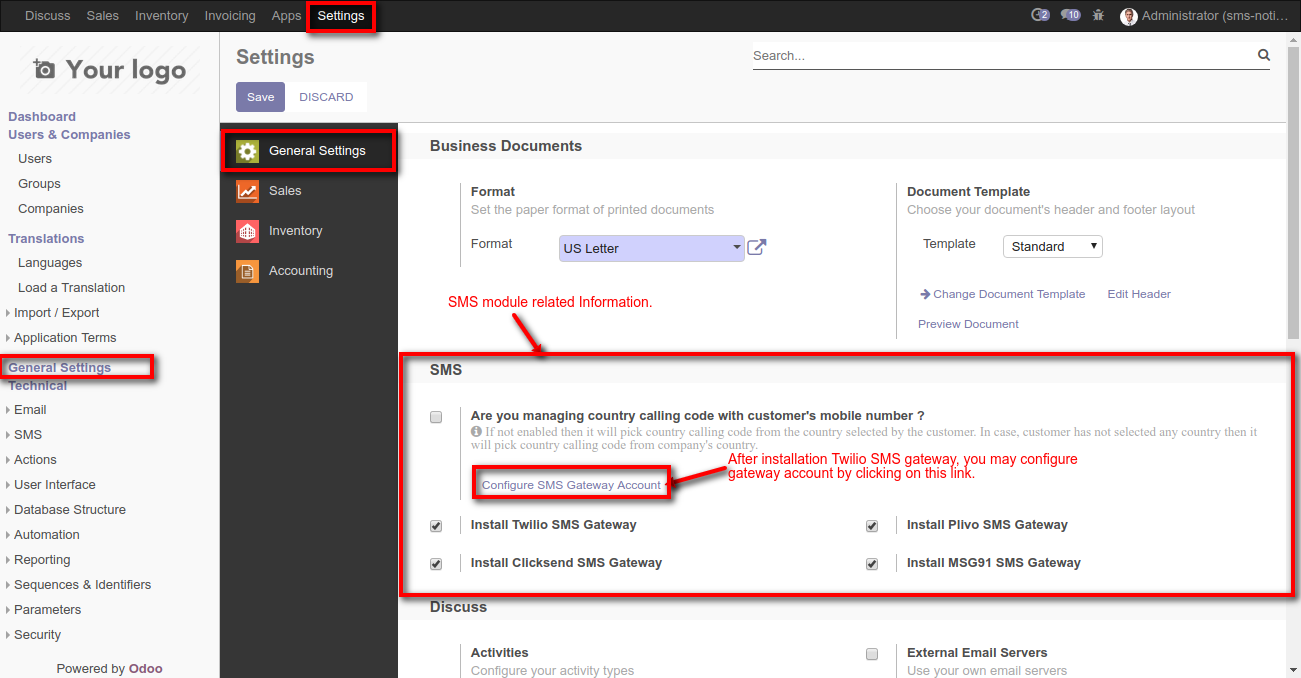 Discuss Sales Inventory Invoicing Apps Settings 2 10 Administrator (sms-noti...
Your logo
Dashboard
Users & Companies
Users
Groups
Companies
Translations
Languages
Load a Translation
Import / Export
Application Terms
General Settings
Technical
Email
SMS
Actions
User Interface
Database Structure
Automation
Reporting
Sequences & Identifiers
Parameters
Security
Powered by Odoo
Settings
Search...
Save DISCARD
General Settings
Sales
Inventory
Accounting
Business Documents
Format
Set the paper format of printed documents
Format US Letter
Document Template
Choose your document's header and footer layout
Template Standard
Change Document Template Edit Header
Preview Document
SMS module related Information.
SMS
Are you managing country calling code with customer's mobile number ?
If not enabled then it will pick country calling code from the country selected by the customer. In case, customer has not selected any country then it
will pick country calling code from company's country.
After installation Twilio SMS gateway, you may configure
gateway account by clicking on this link.
Configure SMS Gateway Account
Install Twilio SMS Gateway Install Plivo SMS Gateway
Install Clicksend SMS Gateway Install MSG91 SMS Gateway
Discuss
Activities
Configure your activity types
External Email Servers
Use your own email servers